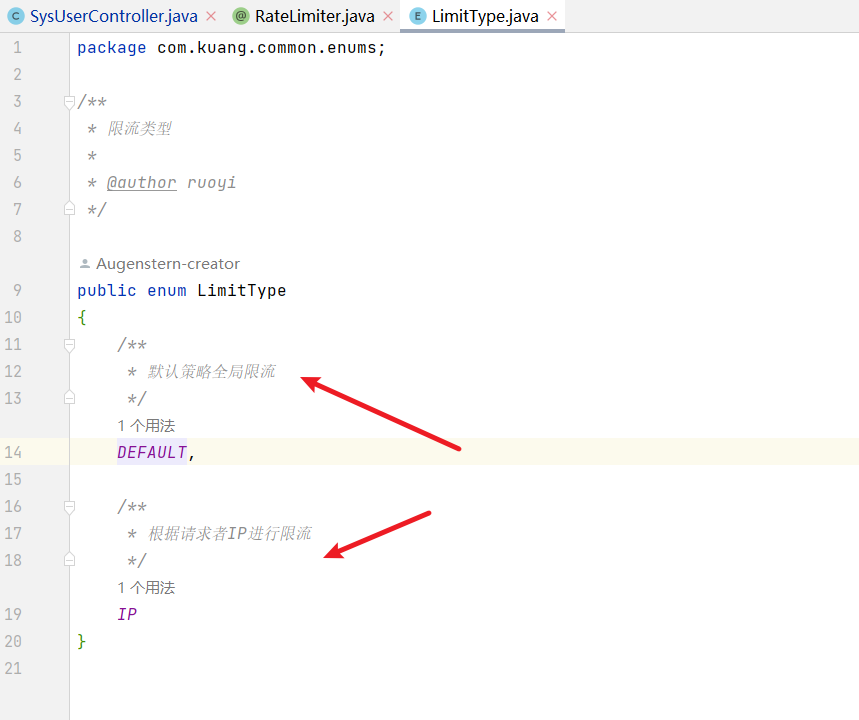 SysUserController.java RateLimiter.java LimitType.java
1 package com.kuang.common.enums;
2
3 /**
4 * 限流类型
5 *
6 * @author ruoyi
7 */
8
Augenstern-creator
9 public enum LimitType
10 {
11 /**
12 * 默认策略全局限流
13 */
1 个用法
14 DEFAULT,
15
16 /**
17 * 根据请求者IP进行限流
18 */
1 个用法
19 IP
20 }
21